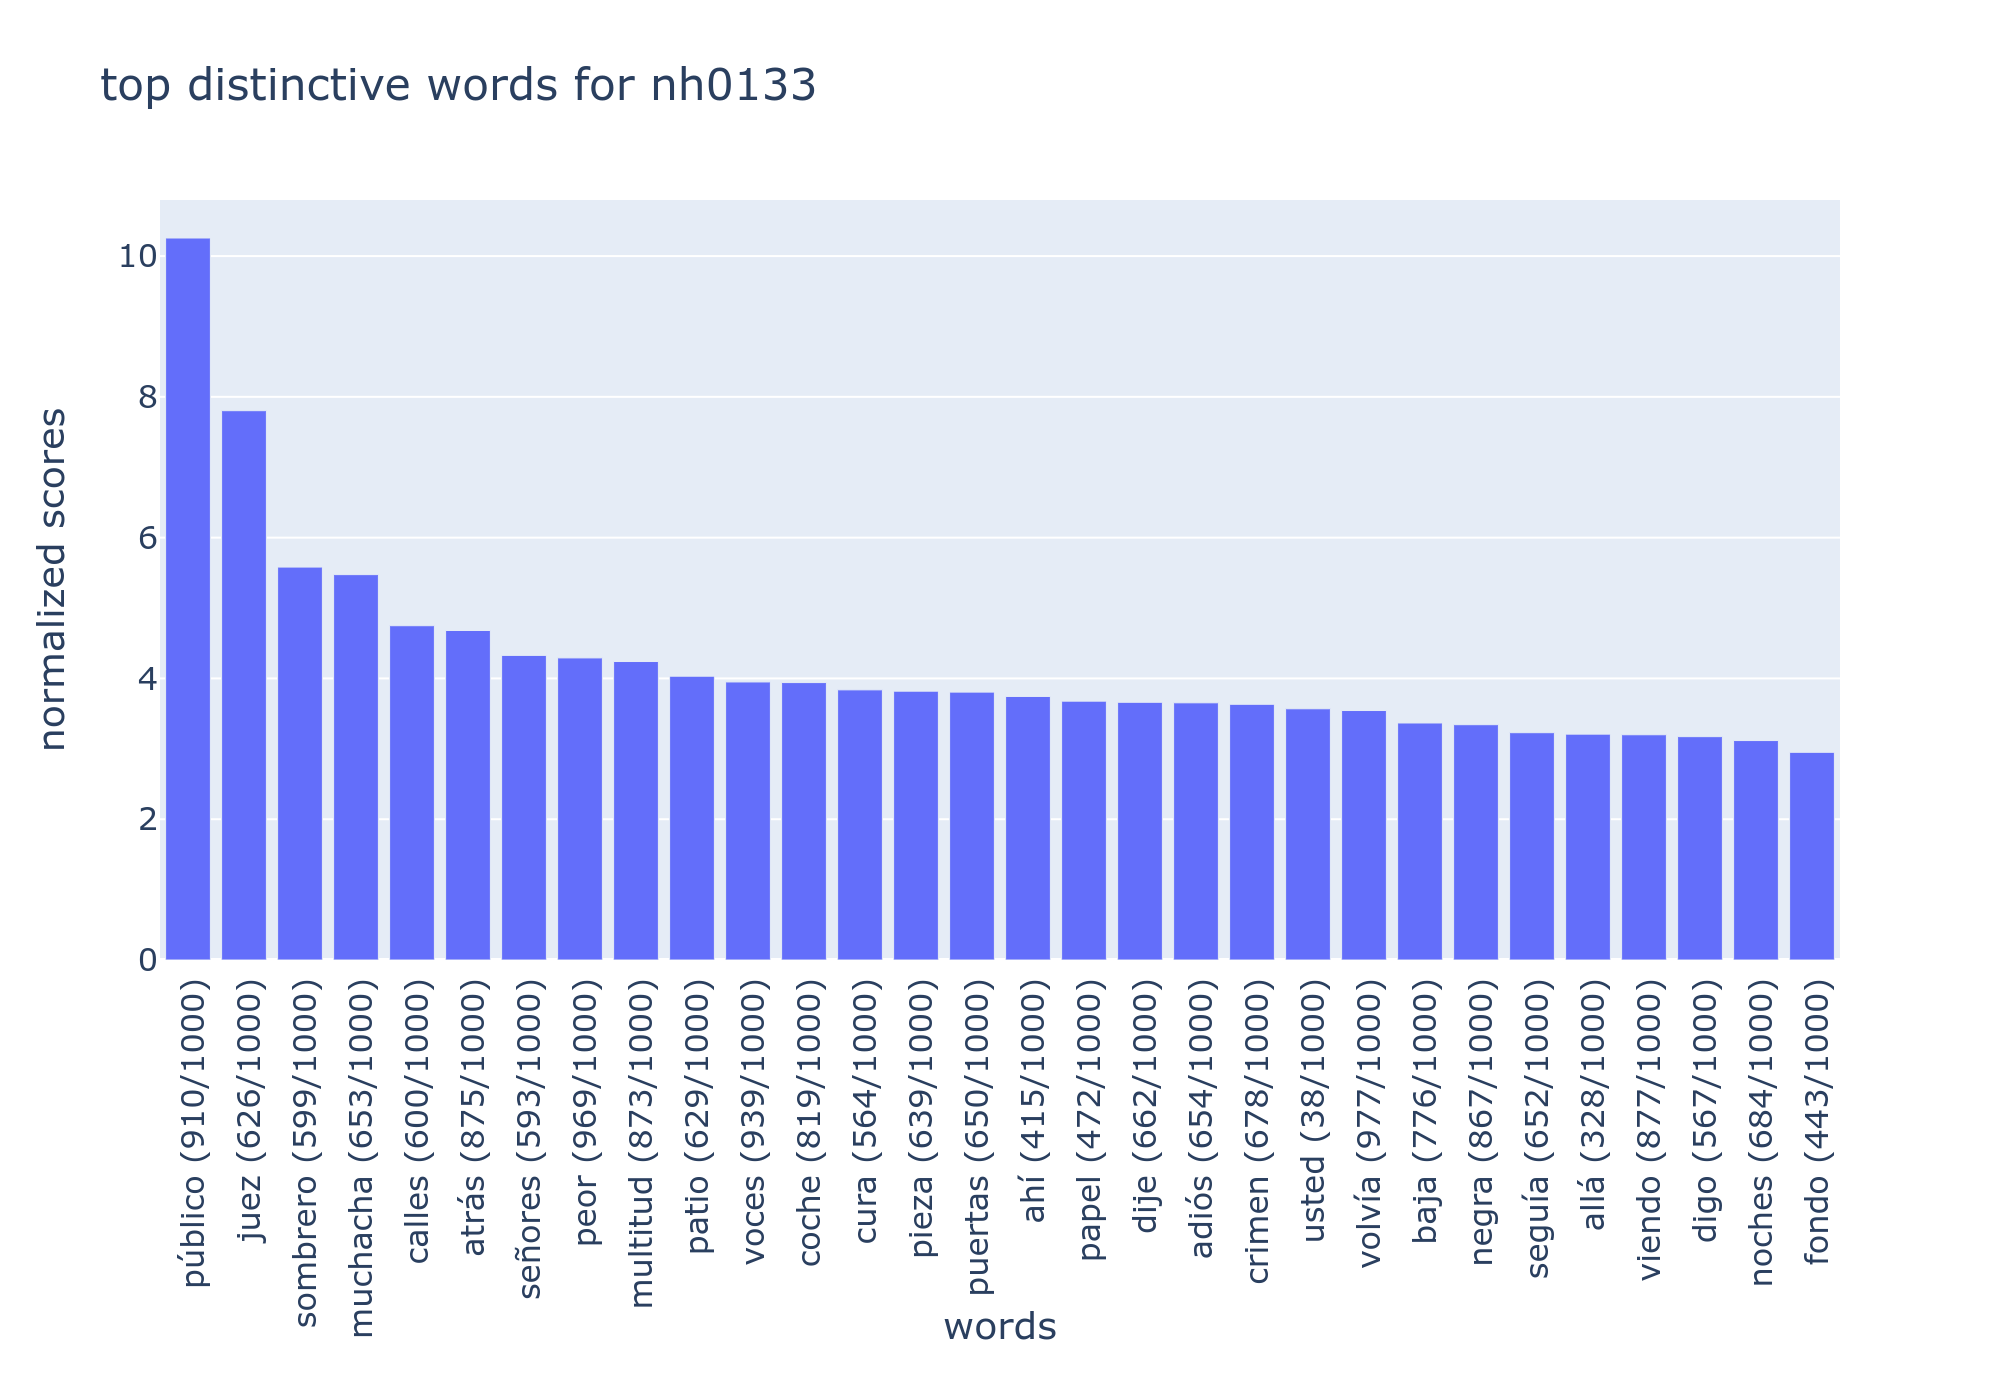 top distinctive words for nh0133
normalized scores
10
8
6
4
2
0
público (910/1000)
juez (626/1000)
sombrero (599/1000)
muchacha (653/1000)
calles (600/1000)
atrás (875/1000)
señores (593/1000)
peor (969/1000)
multitud (873/1000)
patio (629/1000)
voces (939/1000)
coche (819/1000)
cura (564/1000)
pieza (639/1000)
puertas (650/1000)
ahí (415/1000)
papel (472/1000)
dije (662/1000)
adiós (654/1000)
crimen (678/1000)
usted (38/1000)
volvía (977/1000)
baja (776/1000)
negra (867/1000)
seguía (652/1000)
allá (328/1000)
viendo (877/1000)
digo (567/1000)
noches (684/1000)
fondo (443/1000)
words